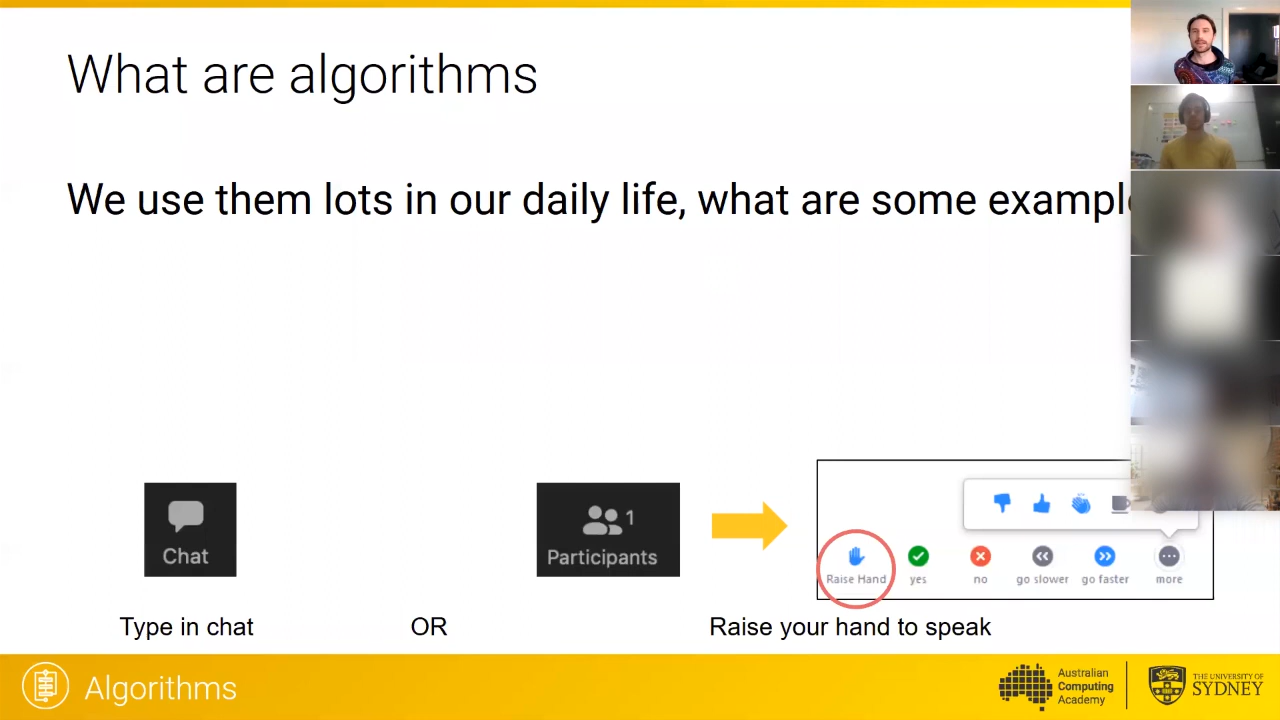 What are algorithms
We use them lots in our daily life, what are some
1
Chat
Participants
Raise Hand
yes
no
go slower
go faster
more
Type in chat
OR
Raise your hand to speak
Algorithms
Australian
Computing
Academy
THE UNIVERSITY OF
SYDNEY